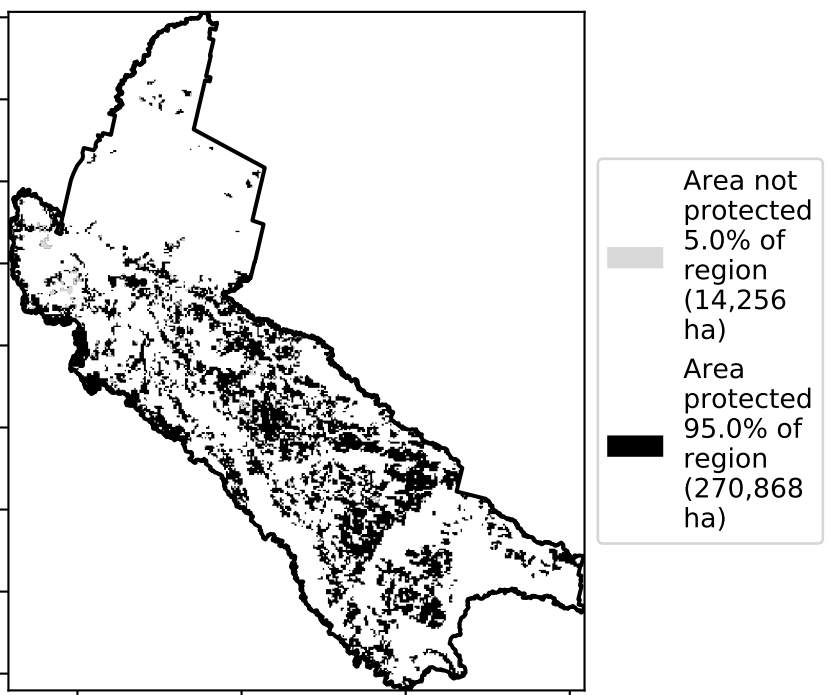 Area not
protected
5.0% of
region
(14,256
ha)
Area
protected
95.0% of
region
(270,868
ha)